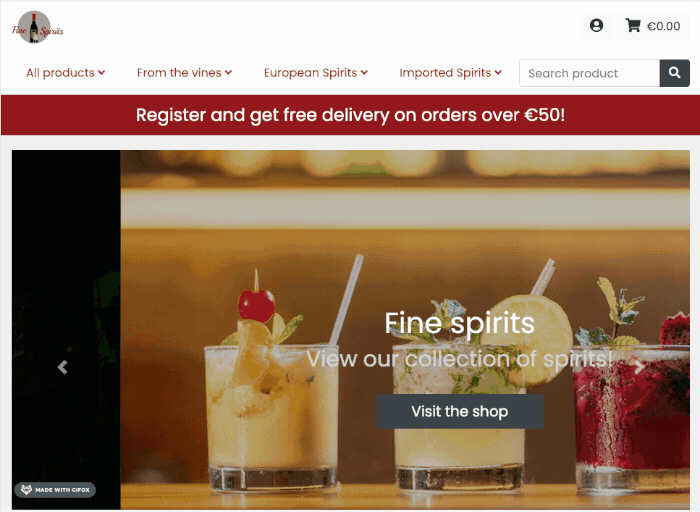 Fine Spirits
€0.00
All products
From the vines
European Spirits
Imported Spirits
Search product
Register and get free delivery on orders over €50!
Fine spirits
View our collection of spirits!
Visit the shop
MADE WITH GIFOX